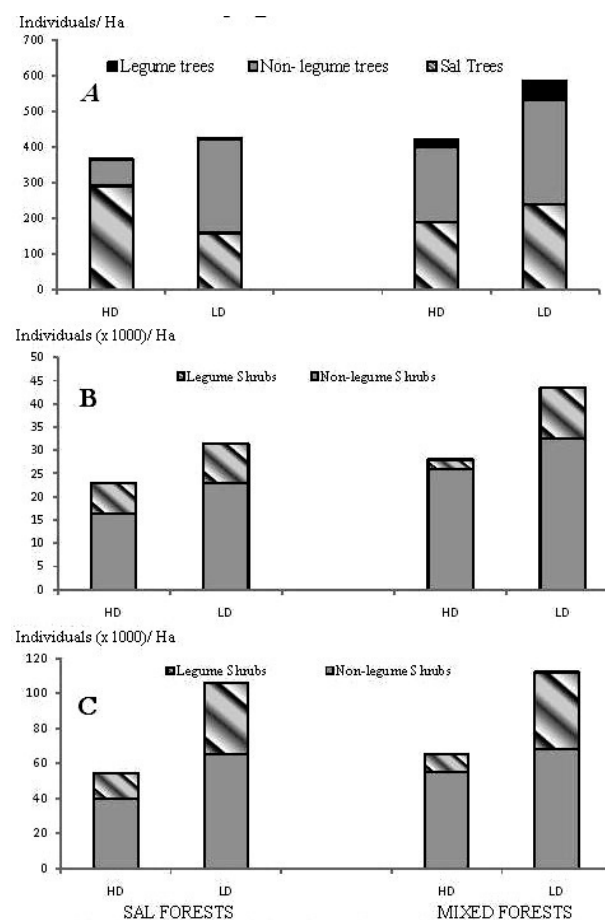 Individuals/ Ha
700
Legume trees Non- legume trees Sal Trees
600
A
500
400
300
200
100
0
HD LD HD LD
Individuals (x 1000)/ Ha
50
Legume Shrubs Non-legume Shrubs
45
B
40
35
30
25
20
15
10
5
0
HD LD HD LD
Individuals (x 1000)/ Ha
120
Legume Shrubs Non-legume Shrubs
100
C
80
60
40
20
0
HD LD HD LD
SAL FORESTS MIXED FORESTS